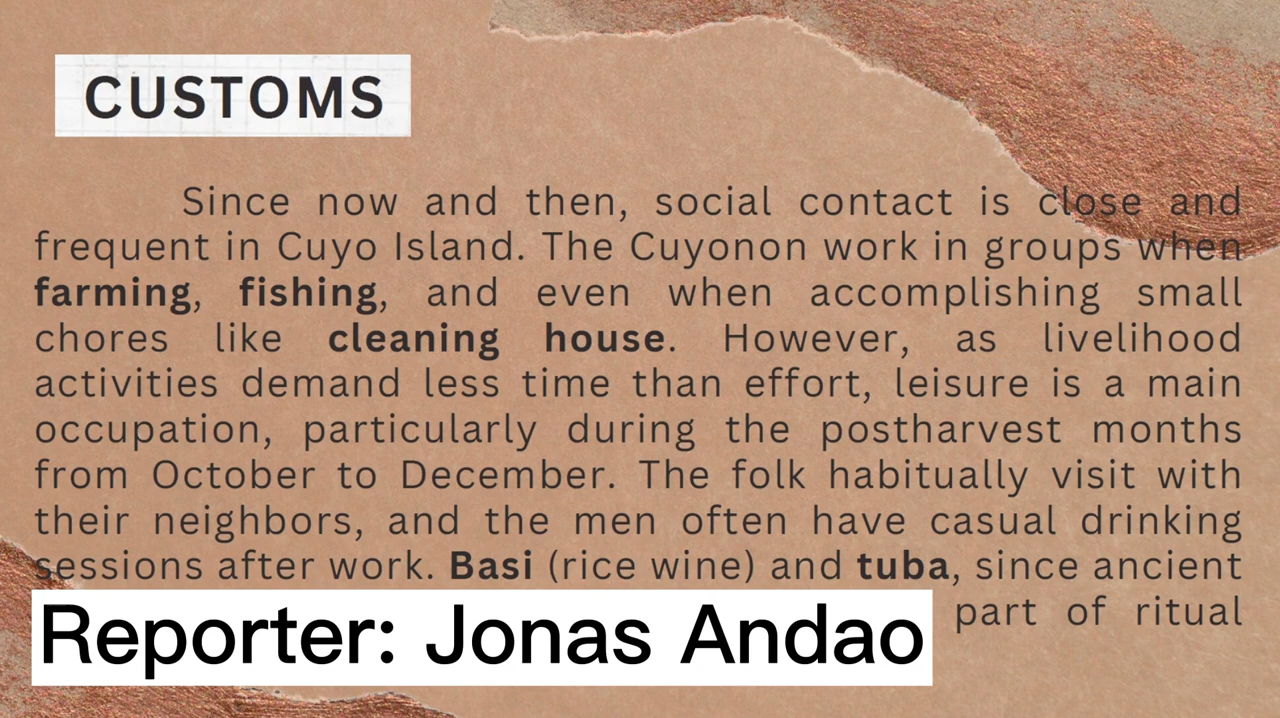 CUSTOMS
Since now and then, social contact is close and
frequent in Cuyo Island. The Cuyonon work in groups when
farming, fishing, and even when accomplishing small
chores like cleaning house. However, as livelihood
activities demand less time than effort, leisure is a main
occupation, particularly during the postharvest months
from October to December. The folk habitually visit with
their neighbors, and the men often have casual drinking
sessions after work. Basi (rice wine) and tuba, since ancient
part of ritual
Reporter: Jonas Andao